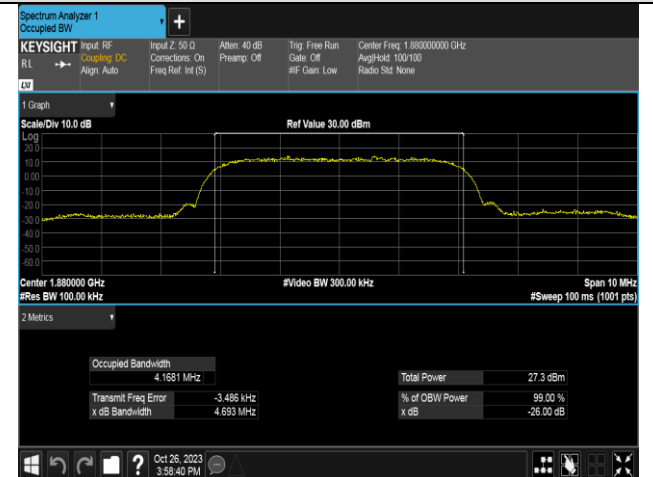 Spectrum Analyzer 1
Occupied BW
+
KEYSIGHT
RL
LXI
Input: RF
Coupling: DC
Align: Auto
Input Z: 50 Ω
Corrections: On
Freq Ref: Int (S)
Atten: 40 dB
Preamp: Off
Trig: Free Run
Gate: Off
#IF Gain: Low
Center Freq: 1.880000000 GHz
Avg|Hold: 100/100
Radio Std: None
1 Graph
Scale/Div 10.0 dB
Ref Value 30.00 dBm
Log
20.0
10.0
0.00
-10.0
-20.0
-30.0
-40.0
-50.0
-60.0
Center 1.880000 GHz
#Video BW 300.00 kHz
Span 10 MHz
#Res BW 100.00 kHz
#Sweep 100 ms (1001 pts)
2 Metrics
Occupied Bandwidth
4.1681 MHz
Total Power 27.3 dBm
Transmit Freq Error -3.486 kHz
% of OBW Power 99.00 %
x dB Bandwidth 4.693 MHz
x dB -26.00 dB
?
Oct 26, 2023
3:58:40 PM